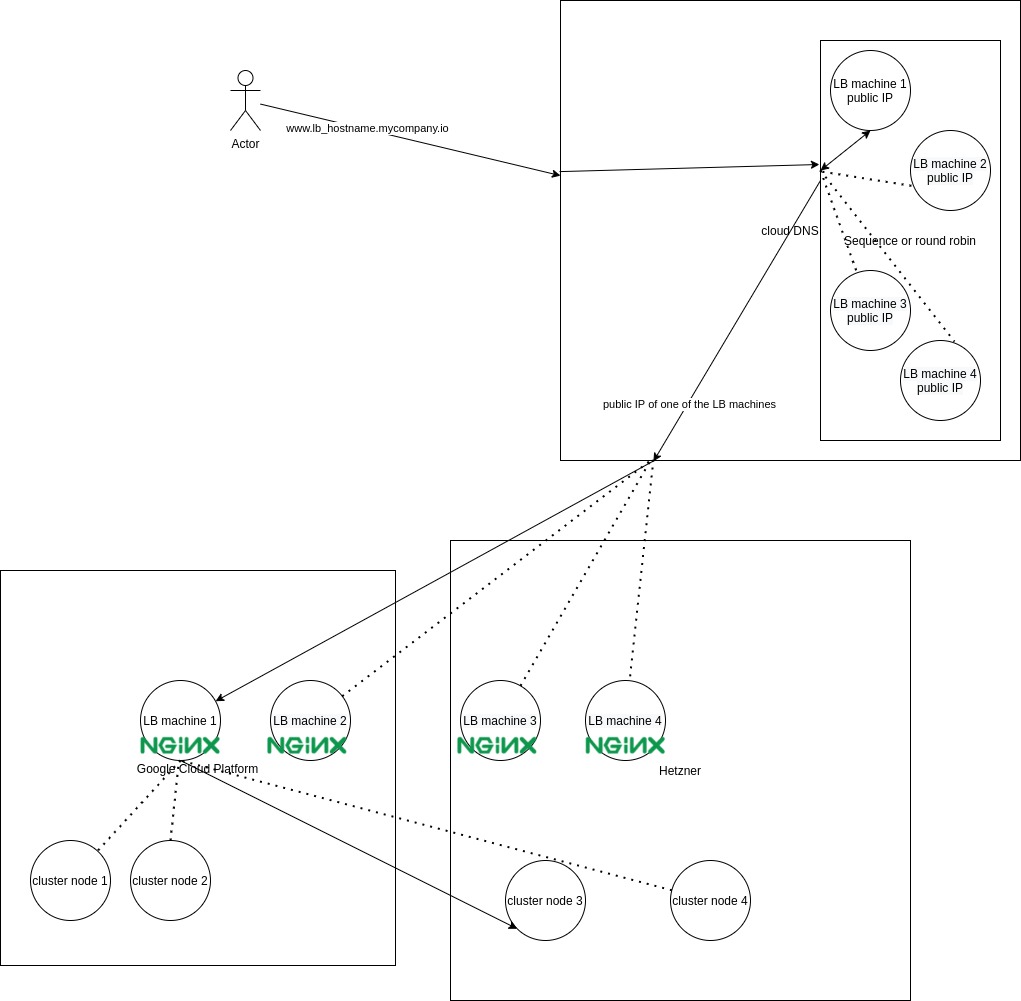 LB machine 1
public IP
www.lb_hostname.mycompany.io
Actor
LB machine 2
public IP
cloud DNS
Sequence or round robin
LB machine 3
public IP
LB machine 4
public IP
public IP of one of the LB machines
LB machine 1
NGiNX
LB machine 2
NGiNX
LB machine 3
NGiNX
LB machine 4
NGiNX
Google Cloud Platform
Hetzner
cluster node 1
cluster node 2
cluster node 3
cluster node 4